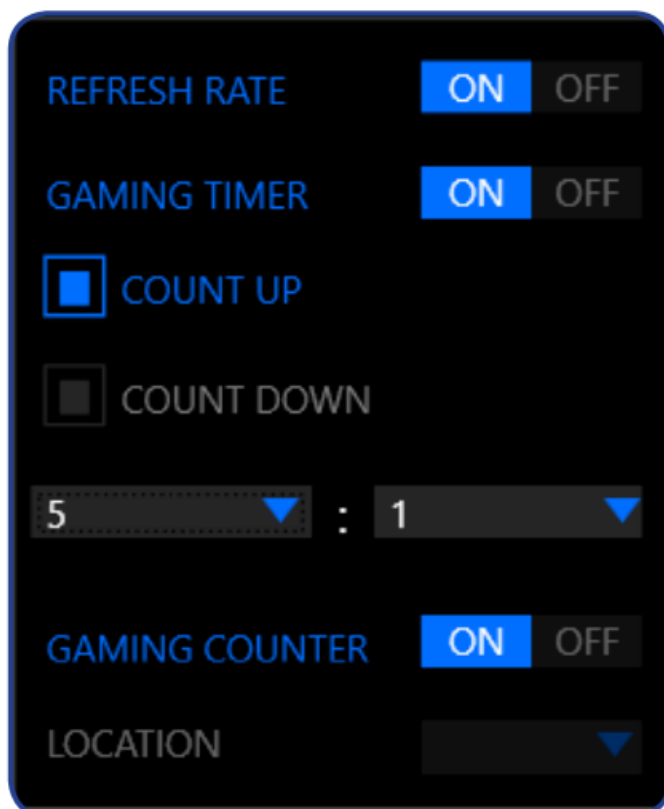 REFRESH RATE ON OFF
GAMING TIMER ON OFF
COUNT UP
COUNT DOWN
5 : 1
GAMING COUNTER ON OFF
LOCATION